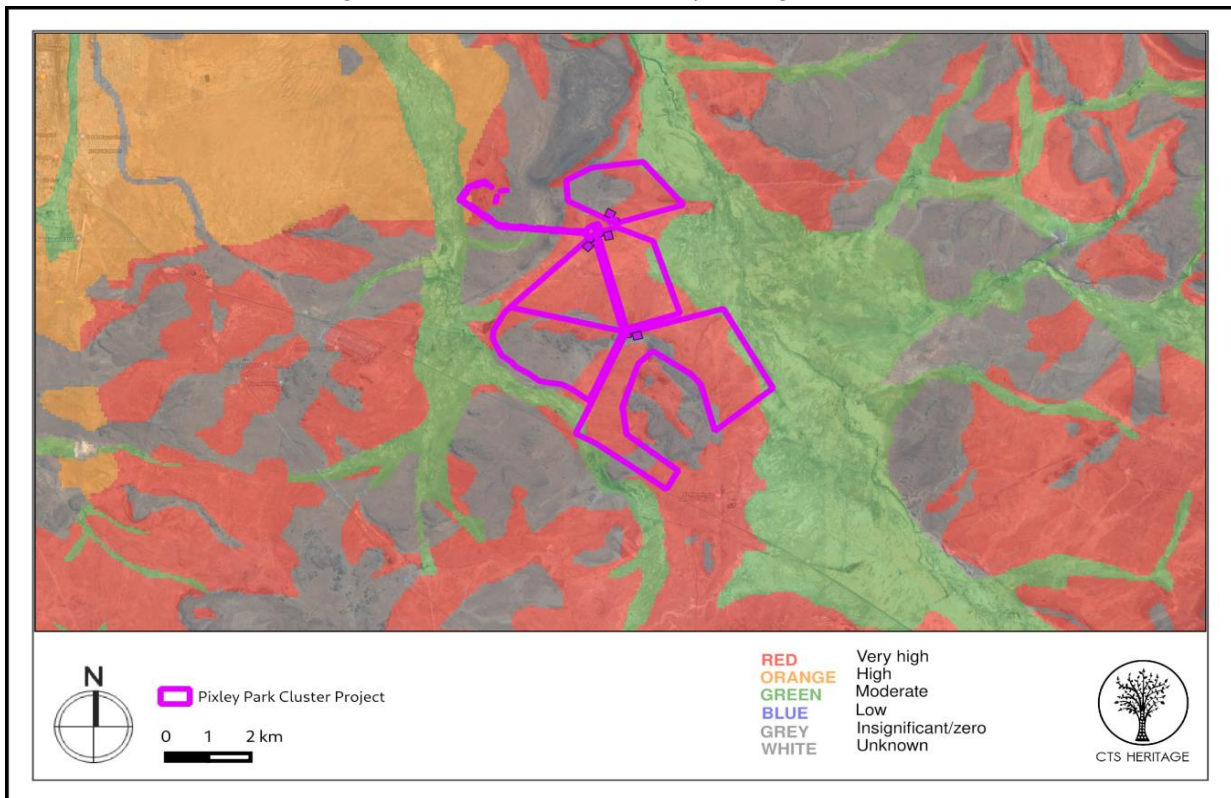 N
Pixley Park Cluster Project
0 1 2 km
RED Very high
ORANGE High
GREEN Moderate
BLUE Low
GREY Insignificant/zero
WHITE Unknown
CTS HERITAGE